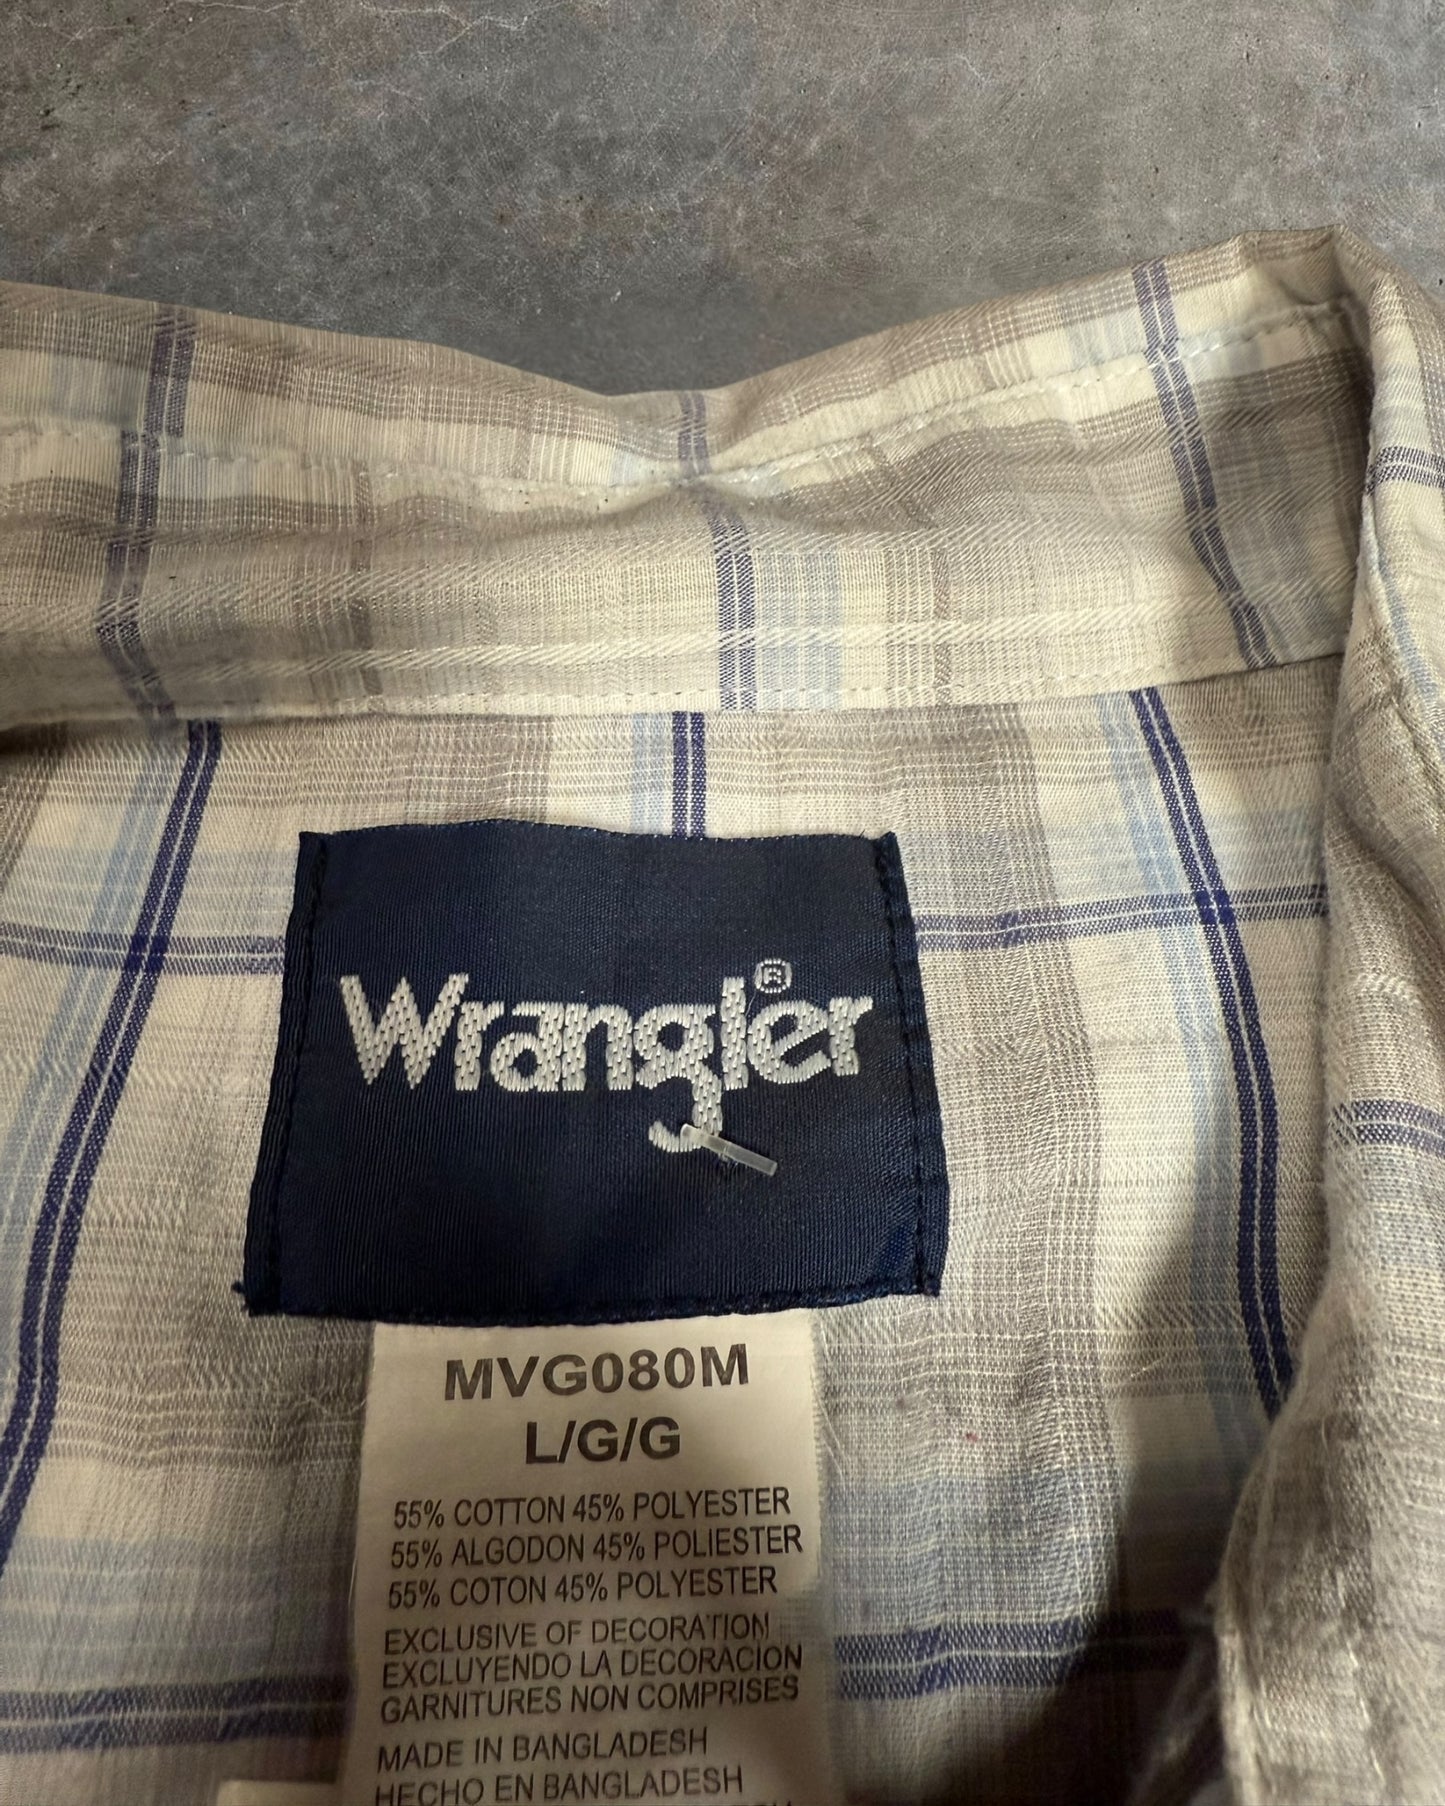 Wrangler®
MVG080M
L/G/G
55% COTTON 45% POLYESTER
55% ALGODON 45% POLIESTER
55% COTON 45% POLYESTER
EXCLUSIVE OF DECORATION
EXCLUYENDO LA DECORACION
GARNITURES NON COMPRISES
MADE IN BANGLADESH
HECHO EN BANGLADESH